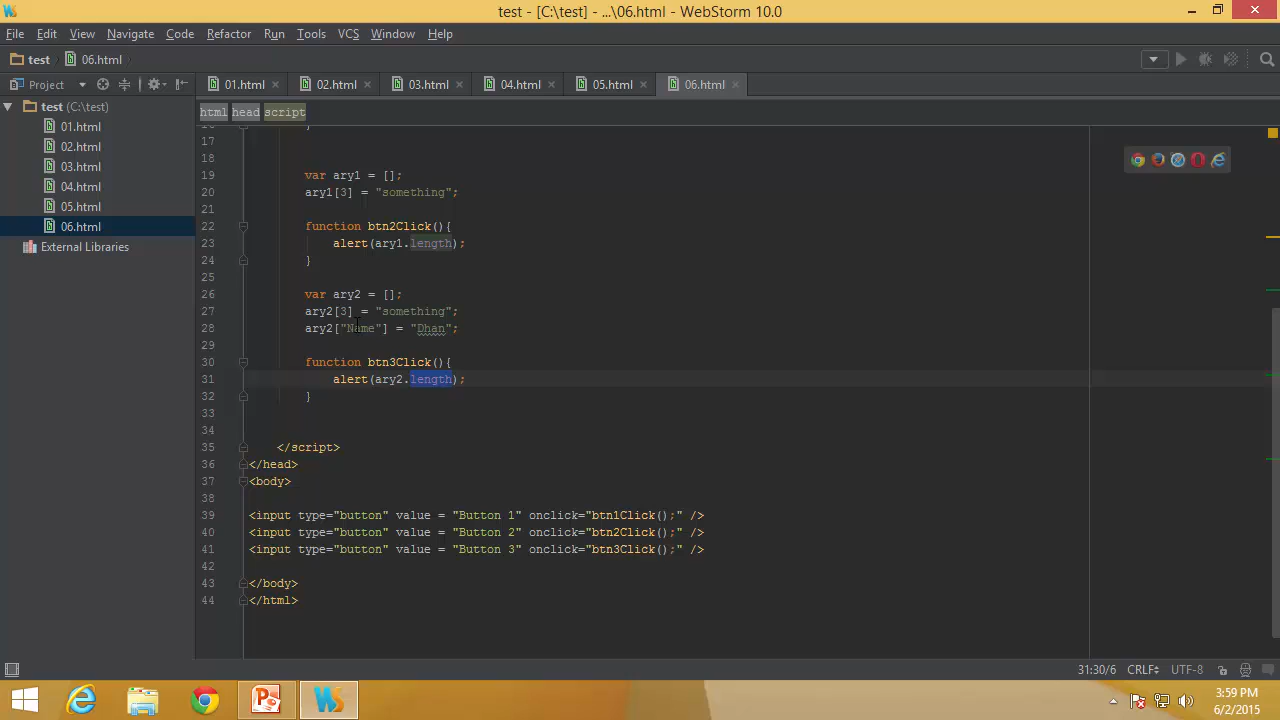 test - [C:\test] - ...\06.html - WebStorm 10.0
File Edit View Navigate Code Refactor Run Tools VCS Window Help
test 06.html
Project 01.html 02.html 03.html 04.html 05.html 06.html
test (C:\test)
01.html
02.html
03.html
04.html
05.html
06.html
External Libraries
html head script
16 }
17
18
19 var ary1 = [];
20 ary1[3] = "something";
21
22 function btn2Click(){
23 alert(ary1.length);
24 }
25
26 var ary2 = [];
27 ary2[3] = "something";
28 ary2["Name"] = "Dhan";
29
30 function btn3Click(){
31 alert(ary2.length);
32 }
33
34
35 </script>
36 </head>
37 <body>
38
39 <input type="button" value = "Button 1" onclick="btn1Click();" />
40 <input type="button" value = "Button 2" onclick="btn2Click();" />
41 <input type="button" value = "Button 3" onclick="btn3Click();" />
42
43 </body>
44 </html>
31:30/6 CRLF UTF-8
3:59 PM
6/2/2015